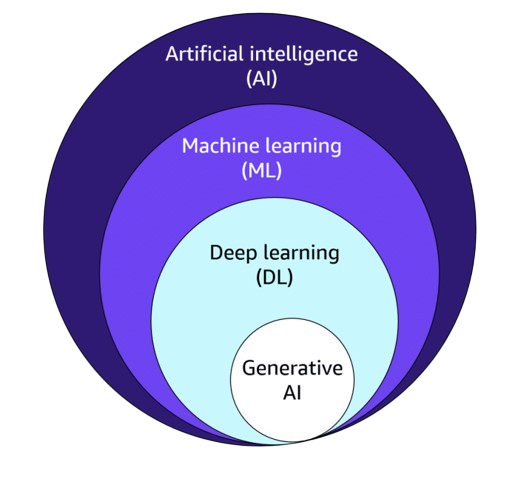 Artificial intelligence
(AI)
Machine learning
(ML)
Deep learning
(DL)
Generative
AI